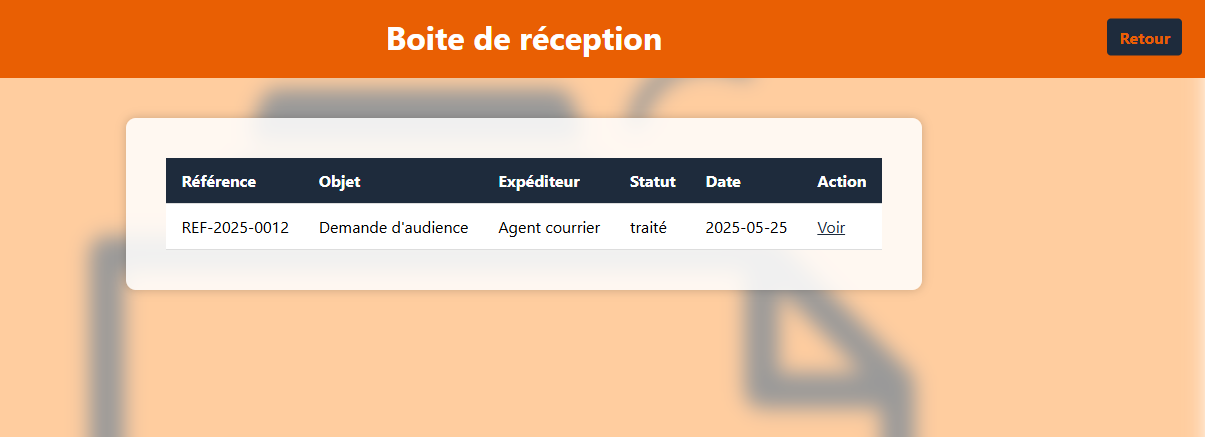 Boite de réception
Retour
Référence Objet Expéditeur Statut Date Action
REF-2025-0012 Demande d'audience Agent courrier traité 2025-05-25 Voir